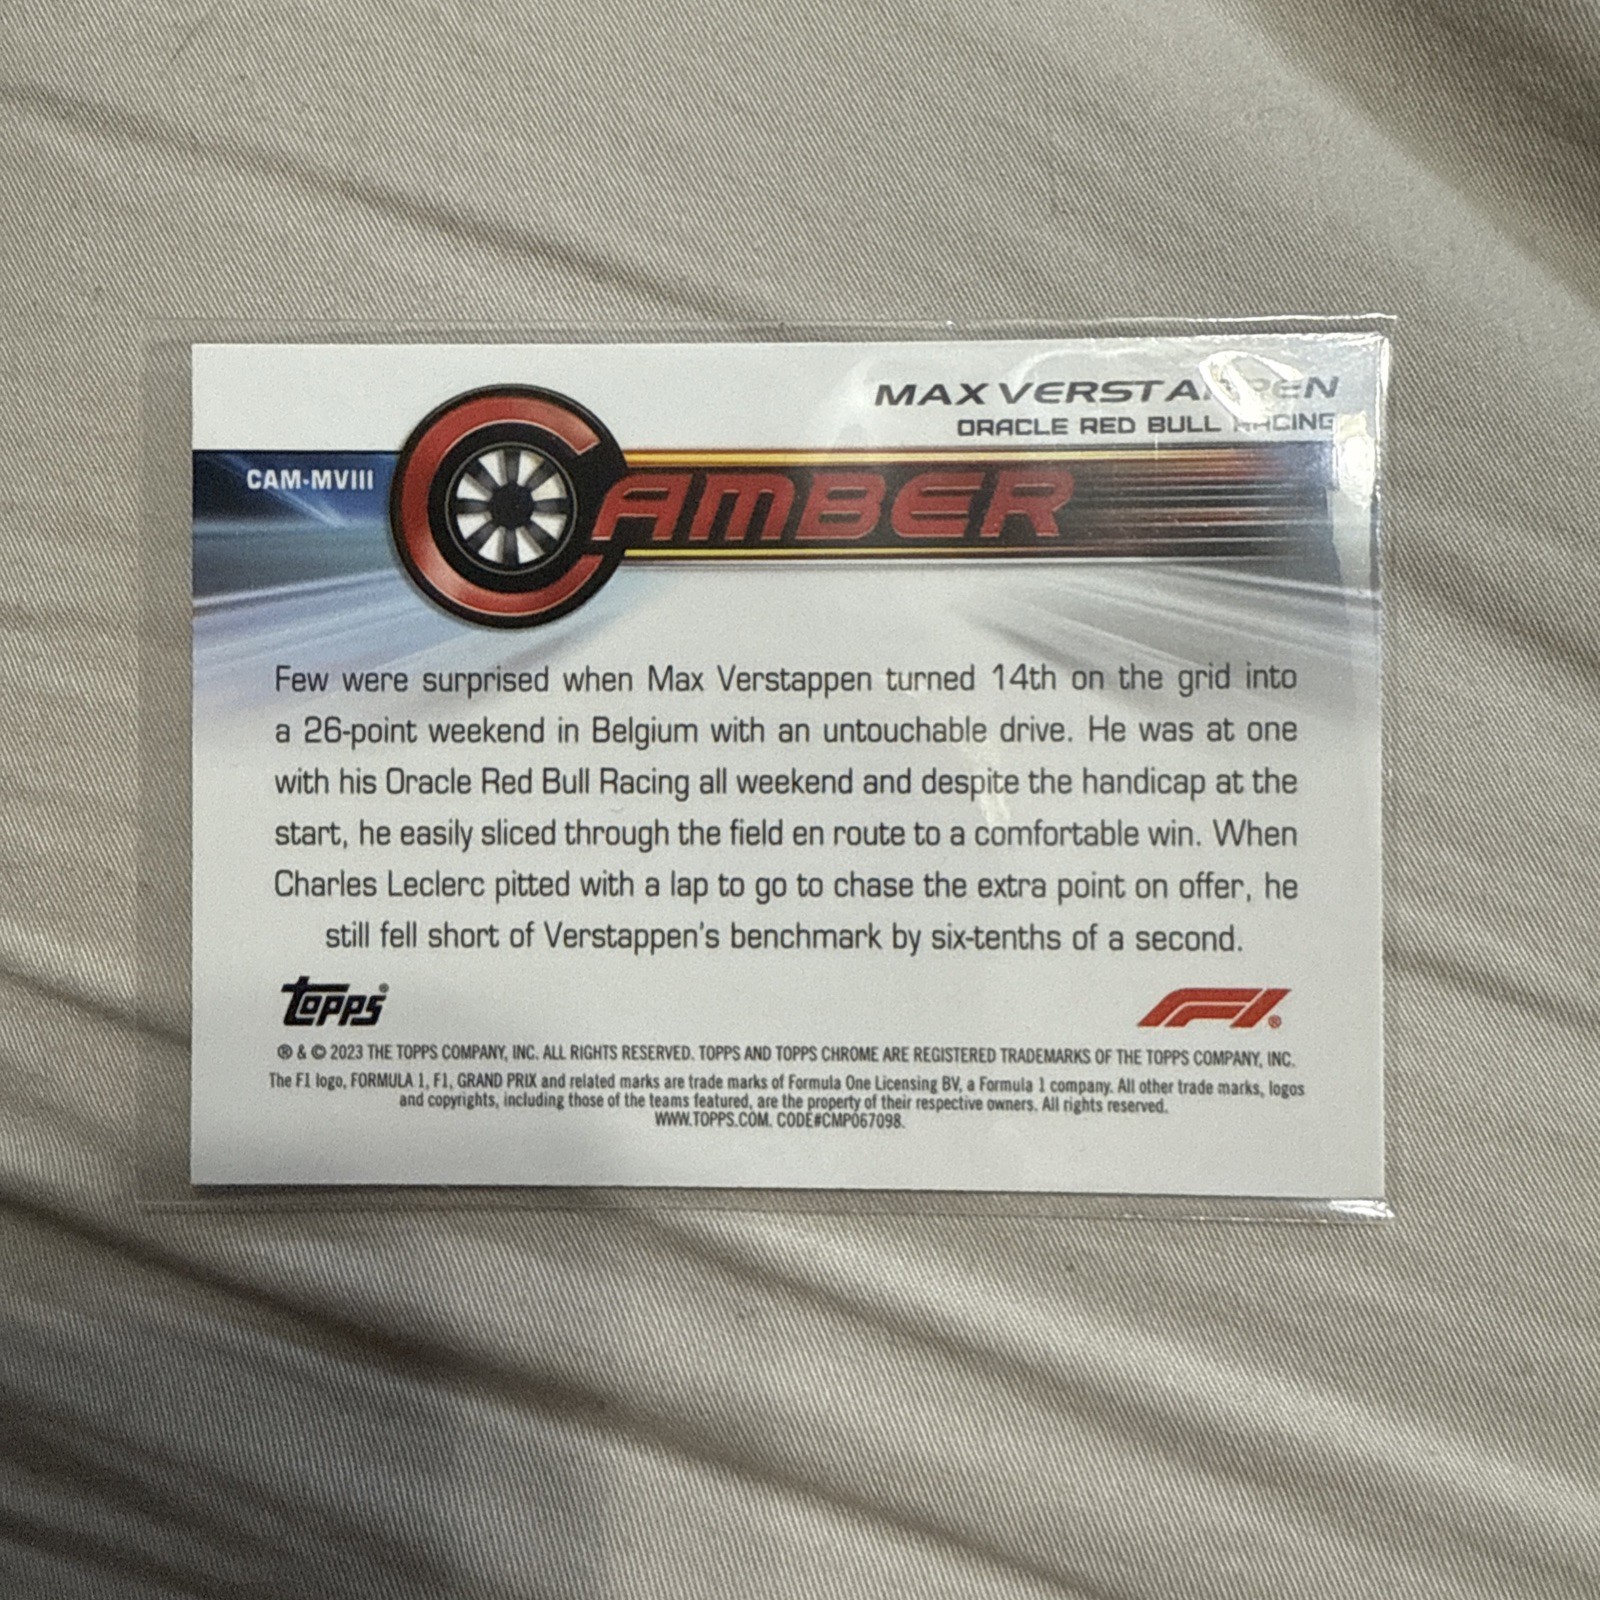 MAX VERSTAPPEN
ORACLE RED BULL RACING
CAM-MVIII
CAMBER
Few were surprised when Max Verstappen turned 14th on the grid into
a 26-point weekend in Belgium with an untouchable drive. He was at one
with his Oracle Red Bull Racing all weekend and despite the handicap at the
start, he easily sliced through the field en route to a comfortable win. When
Charles Leclerc pitted with a lap to go to chase the extra point on offer, he
still fell short of Verstappen's benchmark by six-tenths of a second.
Topps®
F1®
® & © 2023 THE TOPPS COMPANY, INC. ALL RIGHTS RESERVED. TOPPS AND TOPPS CHROME ARE REGISTERED TRADEMARKS OF THE TOPPS COMPANY, INC.
The F1 logo, FORMULA 1, F1, GRAND PRIX and related marks are trade marks of Formula One Licensing BV, a Formula 1 company. All other trade marks, logos
and copyrights, including those of the teams featured, are the property of their respective owners. All rights reserved.
WWW.TOPPS.COM. CODE#CMP067098.